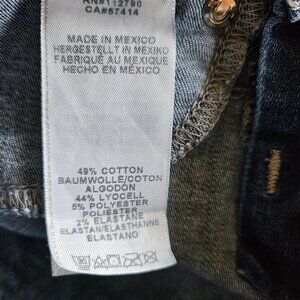 RN#112790
CA#57414
MADE IN MEXICO
HERGESTELLT IN MEXIKO
FABRIQUÉ AU MEXIQUE
HECHO EN MÉXICO
49% COTTON
BAUMWOLLE/COTON
ALGODÓN
44% LYOCELL
5% POLYESTER
POLIÉSTER
2% ELASTANE
ELASTAN/ELASTHANNE
ELASTANO